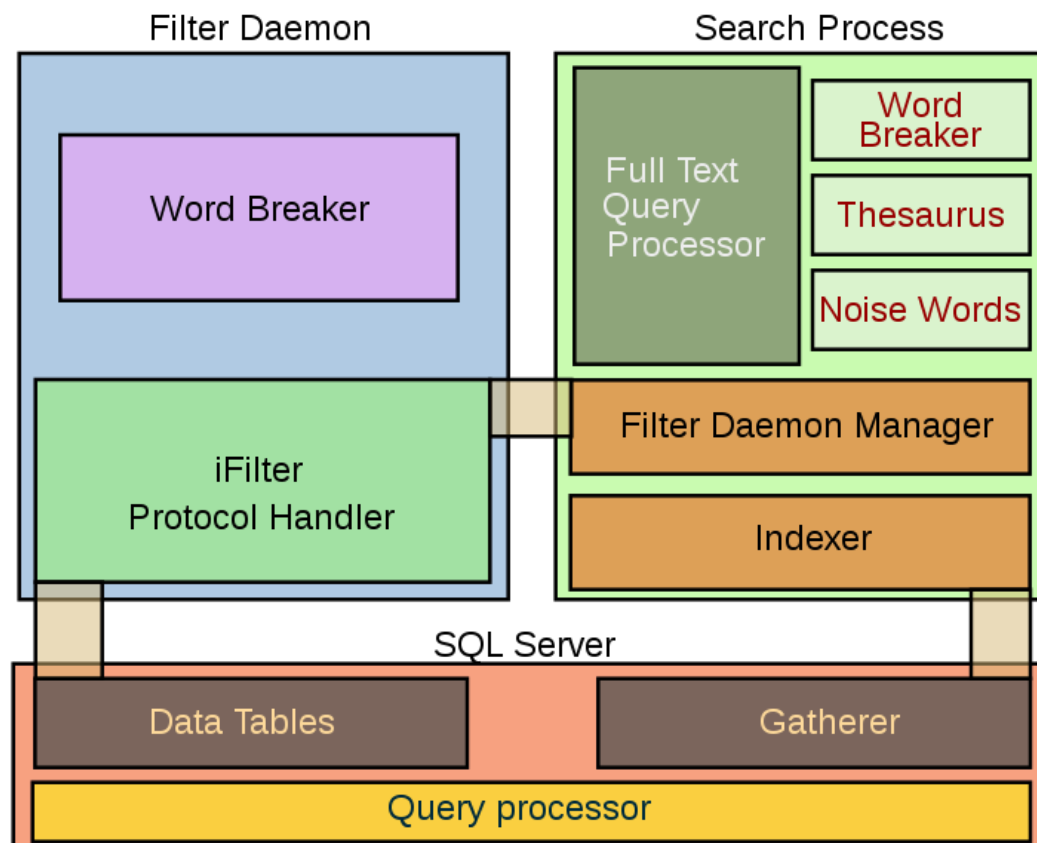 Filter Daemon
Search Process
Word Breaker
Full Text
Query
Processor
Word
Breaker
Thesaurus
Noise Words
iFilter
Protocol Handler
Filter Daemon Manager
Indexer
SQL Server
Data Tables
Gatherer
Query processor